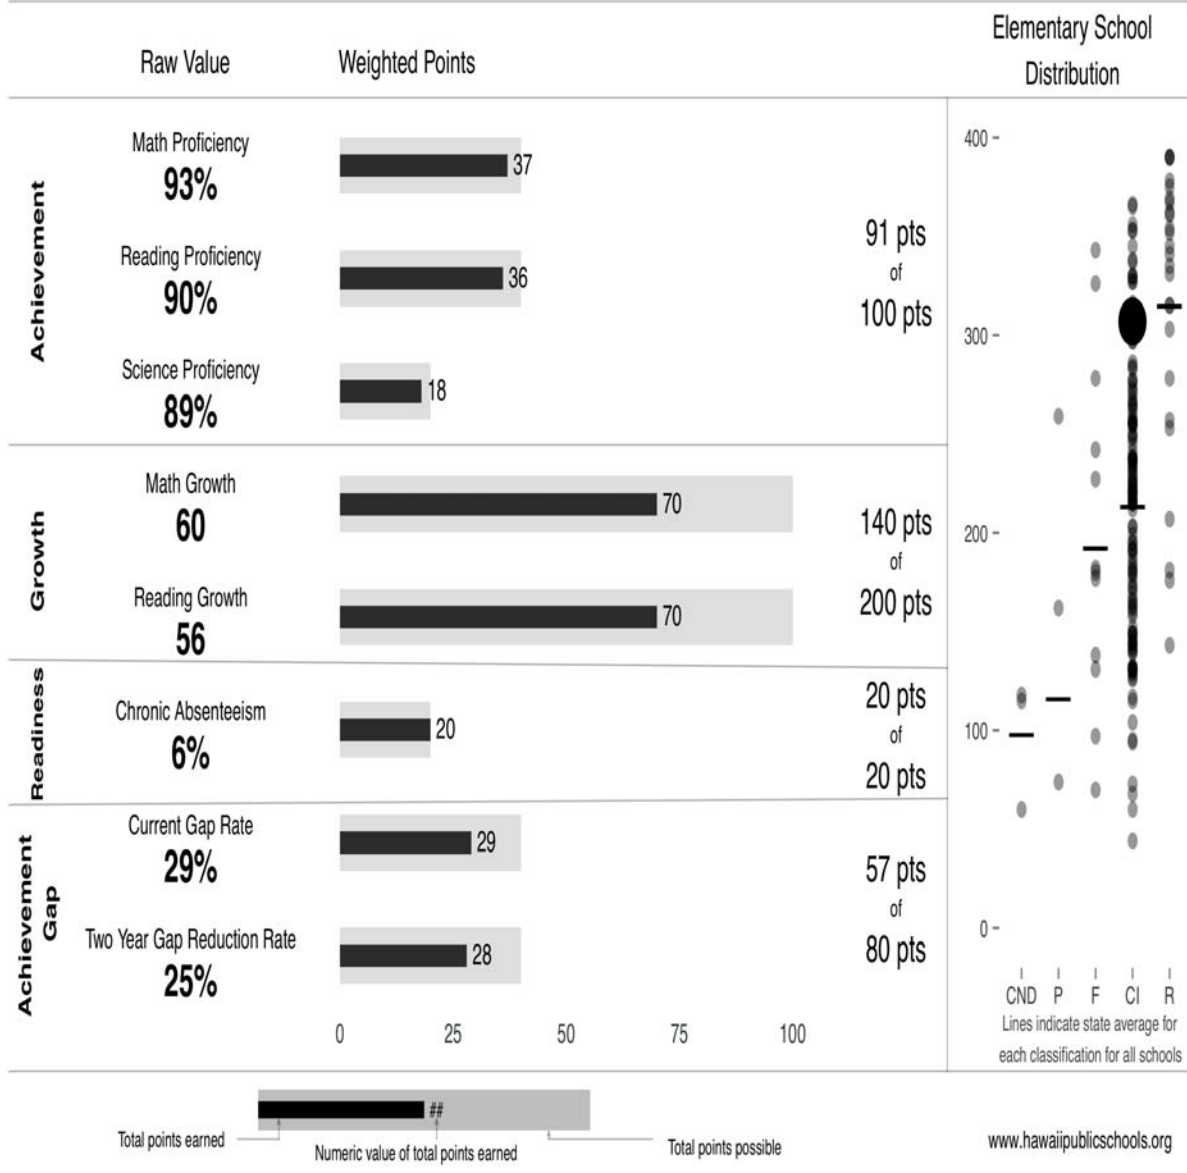 Raw Value
Weighted Points
Elementary School
Distribution
Achievement
Math Proficiency
93%
37
Reading Proficiency
90%
36
Science Proficiency
89%
18
91 pts
of
100 pts
Growth
Math Growth
60
70
Reading Growth
56
70
140 pts
of
200 pts
Readiness
Chronic Absenteeism
6%
20
20 pts
of
20 pts
Achievement
Gap
Current Gap Rate
29%
29
Two Year Gap Reduction Rate
25%
28
57 pts
of
80 pts
0 25 50 75 100
400
300
200
100
0
CND P F CI R
Lines indicate state average for
each classification for all schools
##
Total points earned
Numeric value of total points earned
Total points possible
www.hawaiipublicschools.org